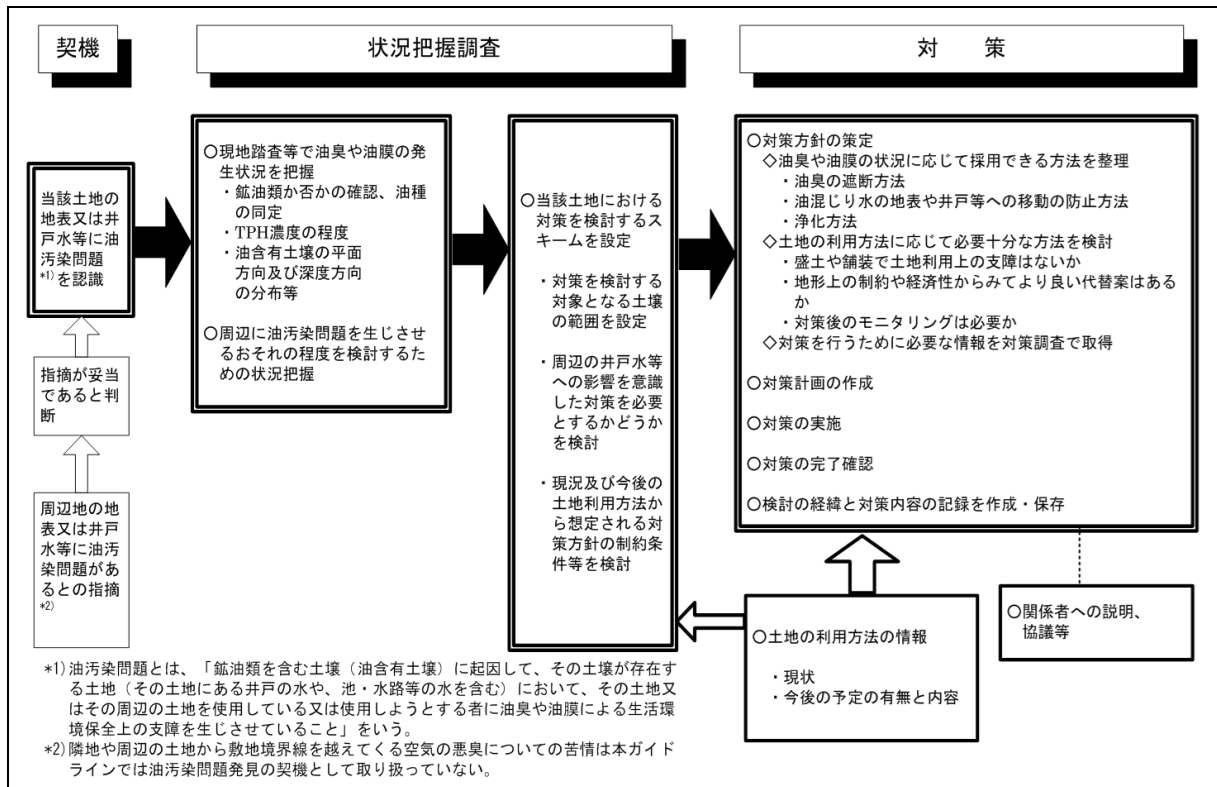 契機
状況把握調査
対　　策
当該土地の
地表又は井
戸水等に油
汚染問題
*1)を認識
指摘が妥当
であると判
断
周辺地の地
表又は井戸
水等に油汚
染問題があ
るとの指摘
*2)
○現地踏査等で油臭や油膜の発
生状況を把握
・鉱油類か否かの確認、油種
の同定
・TPH濃度の程度
・油含有土壌の平面
方向及び深度方向
の分布等
○周辺に油汚染問題を生じさせ
るおそれの程度を検討するた
めの状況把握
○当該土地における
対策を検討するス
キームを設定
・対策を検討する
対象となる土壌
の範囲を設定
・周辺の井戸水等
への影響を意識
した対策を必要
とするかどうか
を検討
・現況及び今後の
土地利用方法か
ら想定される対
策方針の制約条
件等を検討
○対策方針の策定
◇油臭や油膜の状況に応じて採用できる方法を整理
・油臭の遮断方法
・油混じり水の地表や井戸等への移動の防止方法
・浄化方法
◇土地の利用方法に応じて必要十分な方法を検討
・盛土や舗装で土地利用上の支障はないか
・地形上の制約や経済性からみてより良い代替案はある
か
・対策後のモニタリングは必要か
◇対策を行うために必要な情報を対策調査で取得
○対策計画の作成
○対策の実施
○対策の完了確認
○検討の経緯と対策内容の記録を作成・保存
○土地の利用方法の情報
・現状
・今後の予定の有無と内容
○関係者への説明、
協議等
*1) 油汚染問題とは、「鉱油類を含む土壌（油含有土壌）に起因して、その土壌が存在す
る土地（その土地にある井戸の水や、池・水路等の水を含む）において、その土地又
はその周辺の土地を使用している又は使用しようとする者に油臭や油膜による生活環
境保全上の支障を生じさせていること」をいう。
*2) 隣地や周辺の土地から敷地境界線を越えてくる空気の悪臭についての苦情は本ガイド
ラインでは油汚染問題発見の契機として取り扱っていない。